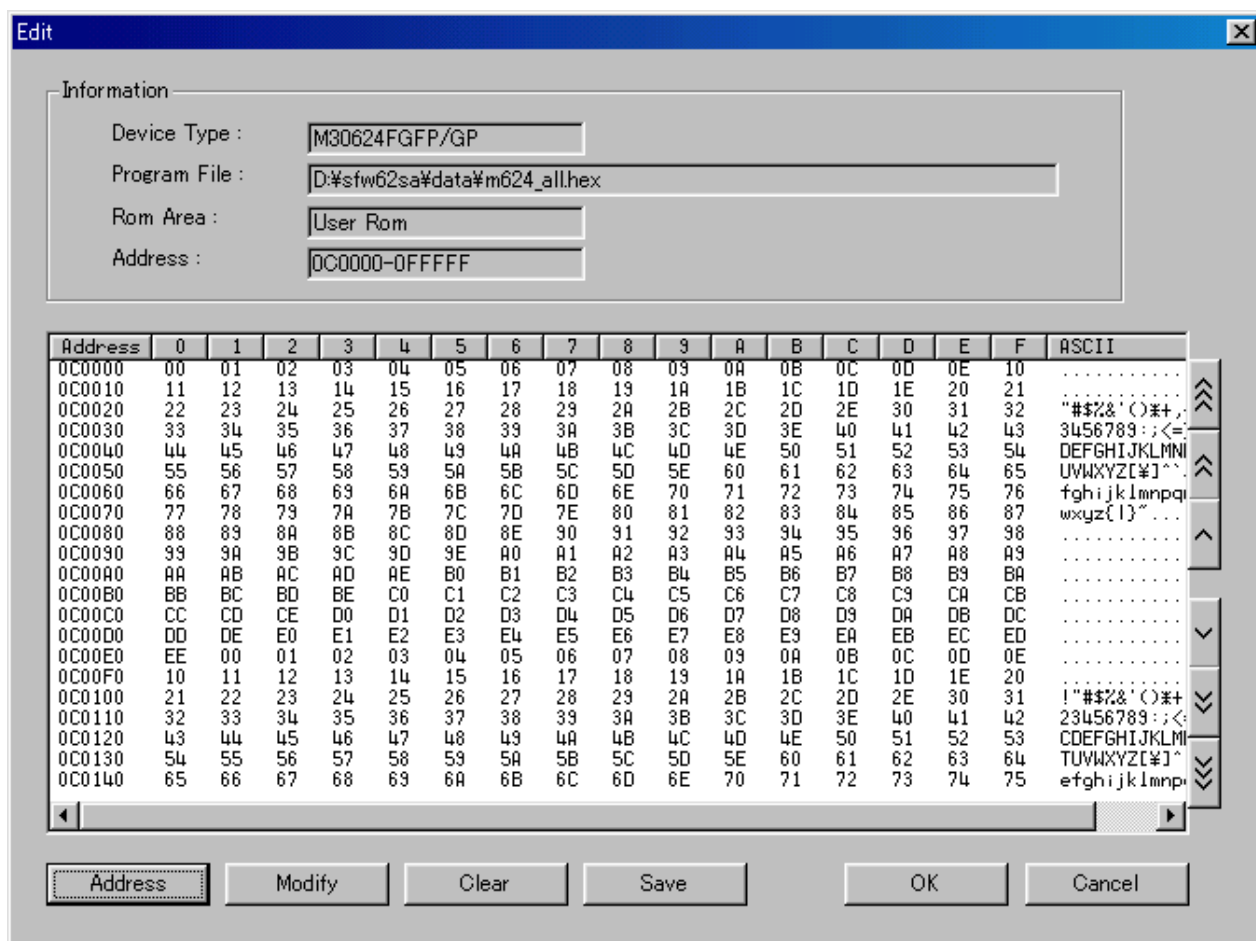 Edit
Information
Device Type : M30624FGFP/GP
Program File : D:¥sfw62sa¥data¥m624_all.hex
Rom Area : User Rom
Address : 0C0000-0FFFFF
Address 0 1 2 3 4 5 6 7 8 9 A B C D E F ASCII
0C0000 00 01 02 03 04 05 06 07 08 09 0A 0B 0C 0D 0E 10 ...........
0C0010 11 12 13 14 15 16 17 18 19 1A 1B 1C 1D 1E 20 21 ...........
0C0020 22 23 24 25 26 27 28 29 2A 2B 2C 2D 2E 30 31 32 "#$%&'()*+,
0C0030 33 34 35 36 37 38 39 3A 3B 3C 3D 3E 40 41 42 43 3456789:;<=
0C0040 44 45 46 47 48 49 4A 4B 4C 4D 4E 50 51 52 53 54 DEFGHIJKLMN
0C0050 55 56 57 58 59 5A 5B 5C 5D 5E 60 61 62 63 64 65 UVWXYZ[¥]^`
0C0060 66 67 68 69 6A 6B 6C 6D 6E 70 71 72 73 74 75 76 fghijklmnpq
0C0070 77 78 79 7A 7B 7C 7D 7E 80 81 82 83 84 85 86 87 wxyz{|}~...
0C0080 88 89 8A 8B 8C 8D 8E 90 91 92 93 94 95 96 97 98 ...........
0C0090 99 9A 9B 9C 9D 9E A0 A1 A2 A3 A4 A5 A6 A7 A8 A9 ...........
0C00A0 AA AB AC AD AE B0 B1 B2 B3 B4 B5 B6 B7 B8 B9 BA ...........
0C00B0 BB BC BD BE C0 C1 C2 C3 C4 C5 C6 C7 C8 C9 CA CB ...........
0C00C0 CC CD CE D0 D1 D2 D3 D4 D5 D6 D7 D8 D9 DA DB DC ...........
0C00D0 DD DE E0 E1 E2 E3 E4 E5 E6 E7 E8 E9 EA EB EC ED ...........
0C00E0 EE 00 01 02 03 04 05 06 07 08 09 0A 0B 0C 0D 0E ...........
0C00F0 10 11 12 13 14 15 16 17 18 19 1A 1B 1C 1D 1E 20 ...........
0C0100 21 22 23 24 25 26 27 28 29 2A 2B 2C 2D 2E 30 31 !"#$%&'()*+
0C0110 32 33 34 35 36 37 38 39 3A 3B 3C 3D 3E 40 41 42 23456789:;<
0C0120 43 44 45 46 47 48 49 4A 4B 4C 4D 4E 50 51 52 53 CDEFGHIJKLM
0C0130 54 55 56 57 58 59 5A 5B 5C 5D 5E 60 61 62 63 64 TUVWXYZ[¥]^
0C0140 65 66 67 68 69 6A 6B 6C 6D 6E 70 71 72 73 74 75 efghijklmnp
Address Modify Clear Save OK Cancel